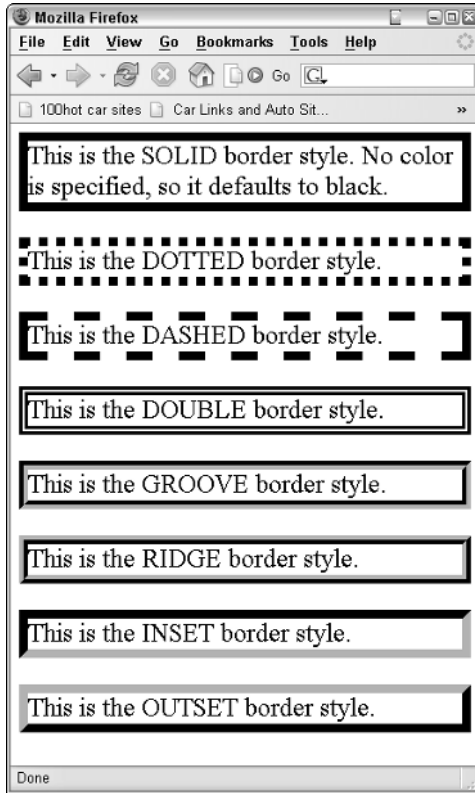 Mozilla Firefox
File Edit View Go Bookmarks Tools Help
Go G
100hot car sites Car Links and Auto Sit... »
This is the SOLID border style. No color
is specified, so it defaults to black.
This is the DOTTED border style.
This is the DASHED border style.
This is the DOUBLE border style.
This is the GROOVE border style.
This is the RIDGE border style.
This is the INSET border style.
This is the OUTSET border style.
Done